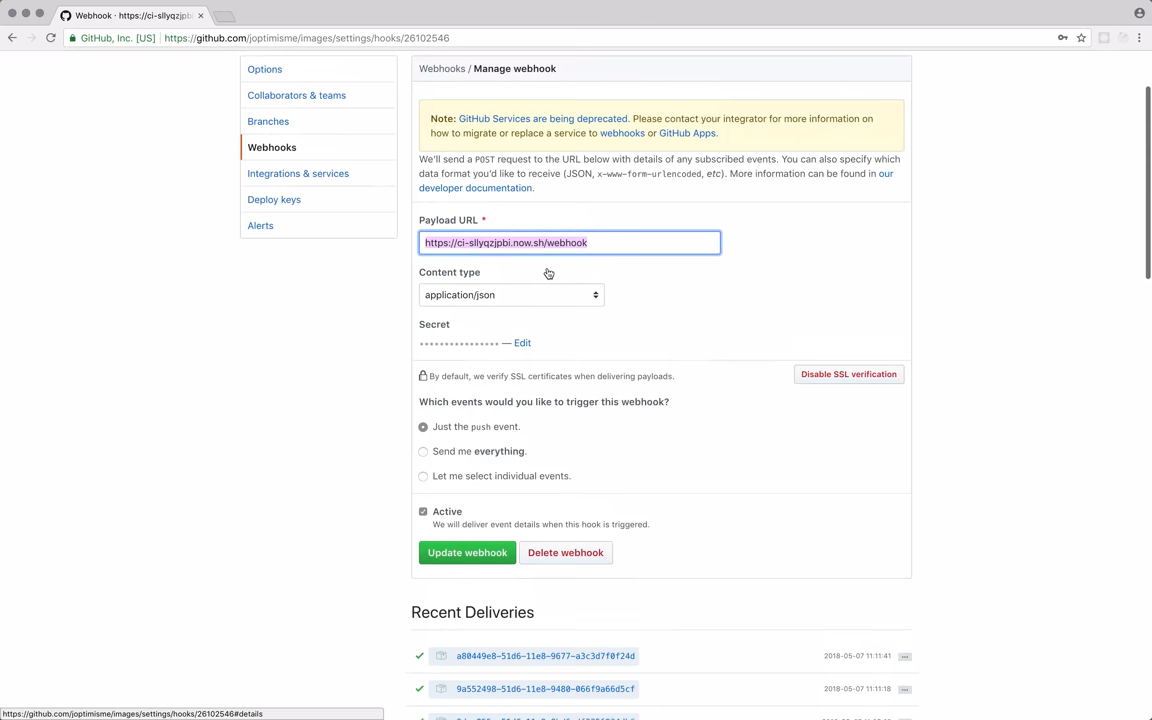 Webhook · https://ci-sllyqzjpbi
GitHub, Inc. [US]
https://github.com/joptimisme/images/settings/hooks/26102546
Options
Collaborators & teams
Branches
Webhooks
Integrations & services
Deploy keys
Alerts
Webhooks / Manage webhook
Note: GitHub Services are being deprecated. Please contact your integrator for more information on
how to migrate or replace a service to webhooks or GitHub Apps.
We'll send a POST request to the URL below with details of any subscribed events. You can also specify which
data format you'd like to receive (JSON, x-www-form-urlencoded, etc). More information can be found in our
developer documentation.
Payload URL *
https://ci-sllyqzjpbi.now.sh/webhook
Content type
application/json
Secret
•••••••••••••••• — Edit
By default, we verify SSL certificates when delivering payloads.
Disable SSL verification
Which events would you like to trigger this webhook?
Just the push event.
Send me everything.
Let me select individual events.
Active
We will deliver event details when this hook is triggered.
Update webhook
Delete webhook
Recent Deliveries
a80449e8-51d6-11e8-9677-a3c3d7f0f24d
2018-05-07 11:11:41
9a552498-51d6-11e8-9480-066f9a66d5cf
2018-05-07 11:11:18
https://github.com/joptimisme/images/settings/hooks/26102546#details